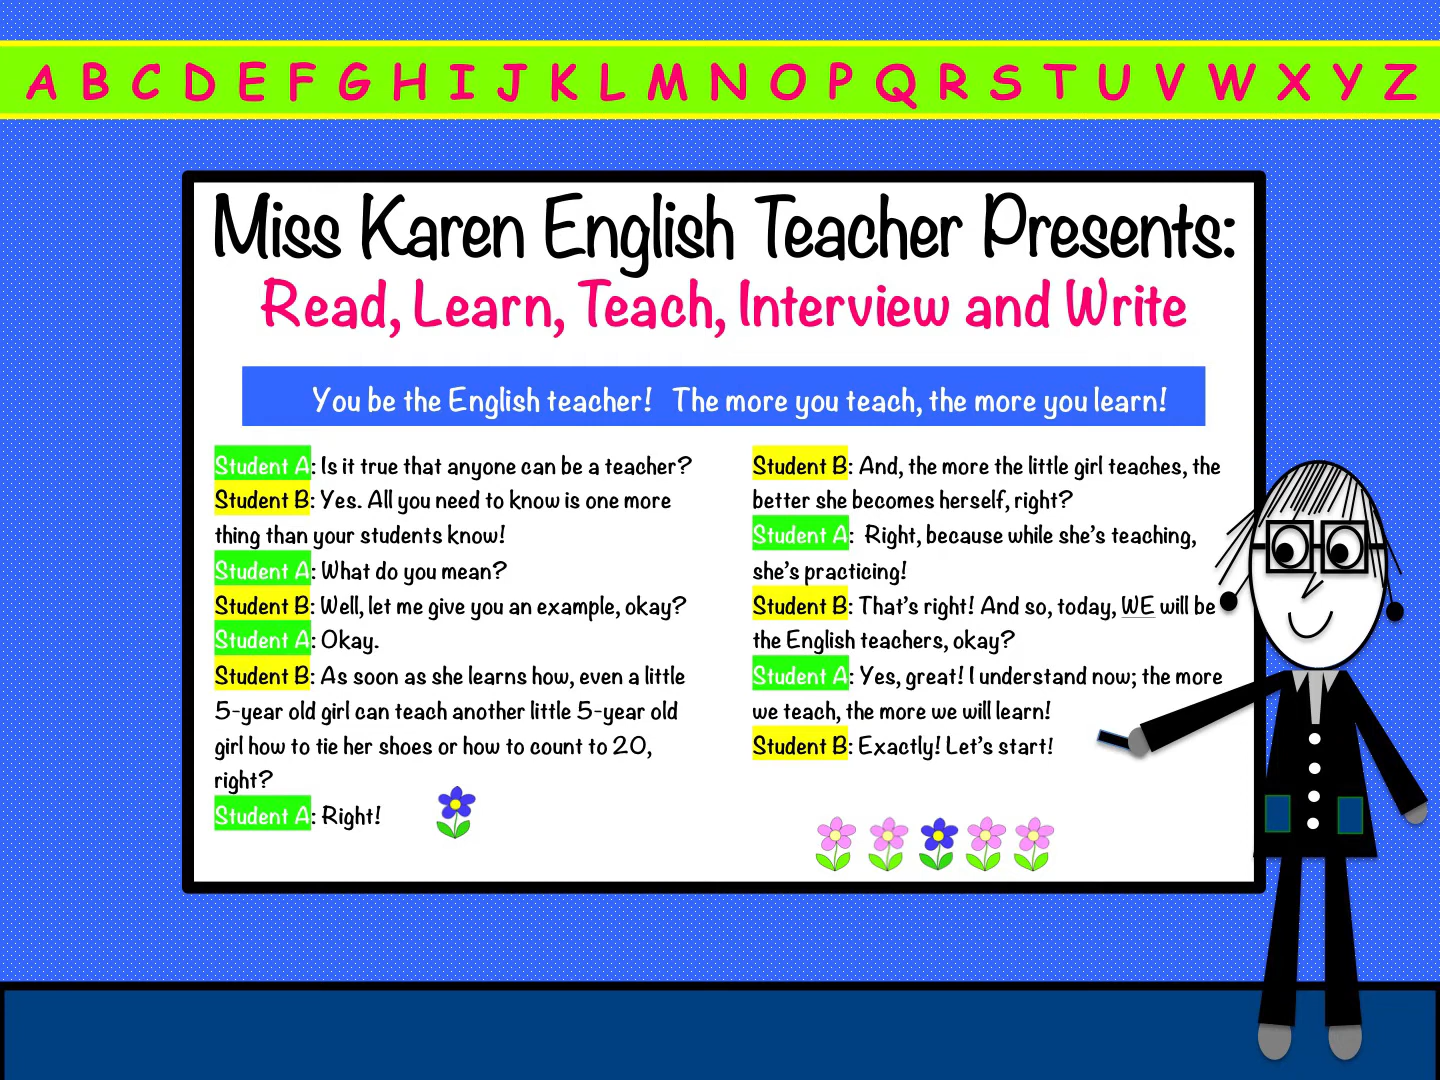 A B C D E F G H I J K L M N O P Q R S T U V W X Y Z
Miss Karen English Teacher Presents:
Read, Learn, Teach, Interview and Write
You be the English teacher! The more you teach, the more you learn!
Student A: Is it true that anyone can be a teacher?
Student B: Yes. All you need to know is one more
thing than your students know!
Student A: What do you mean?
Student B: Well, let me give you an example, okay?
Student A: Okay.
Student B: As soon as she learns how, even a little
5-year old girl can teach another little 5-year old
girl how to tie her shoes or how to count to 20,
right?
Student A: Right!
Student B: And, the more the little girl teaches, the
better she becomes herself, right?
Student A: Right, because while she's teaching,
she's practicing!
Student B: That's right! And so, today, WE will be
the English teachers, okay?
Student A: Yes, great! I understand now; the more
we teach, the more we will learn!
Student B: Exactly! Let's start!